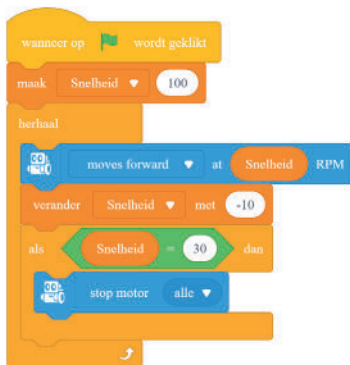 wanneer op wordt geklikt
maak Snelheid 100
herhaal
moves forward at Snelheid RPM
verander Snelheid met -10
als Snelheid = 30 dan
stop motor alle